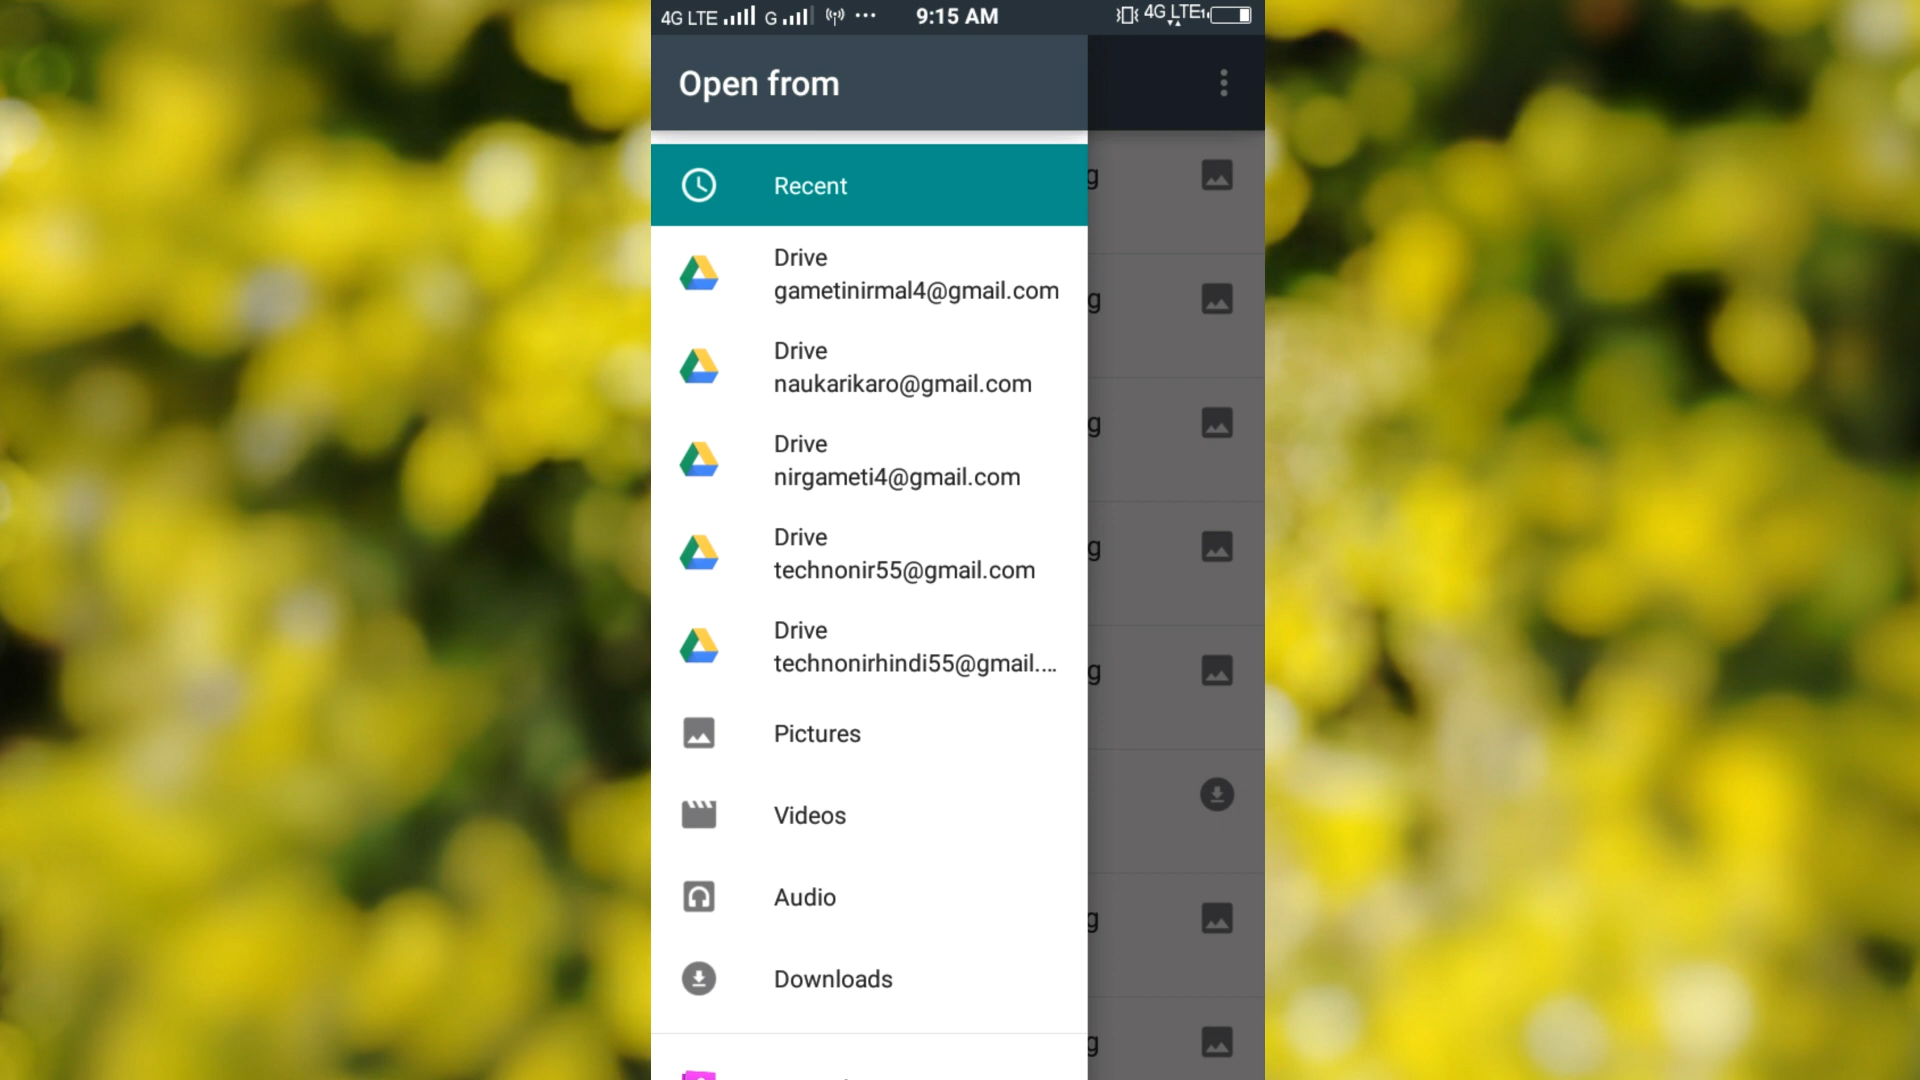 4G LTE G 9:15 AM 4G LTE
Open from
Recent
Drive
gametinirmal4@gmail.com
Drive
naukarikaro@gmail.com
Drive
nirgameti4@gmail.com
Drive
technonir55@gmail.com
Drive
technonirhindi55@gmail....
Pictures
Videos
Audio
Downloads
g
g
g
g
g
g
g